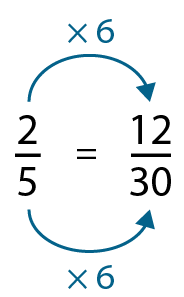 × 6
2/5 = 12/30
× 6